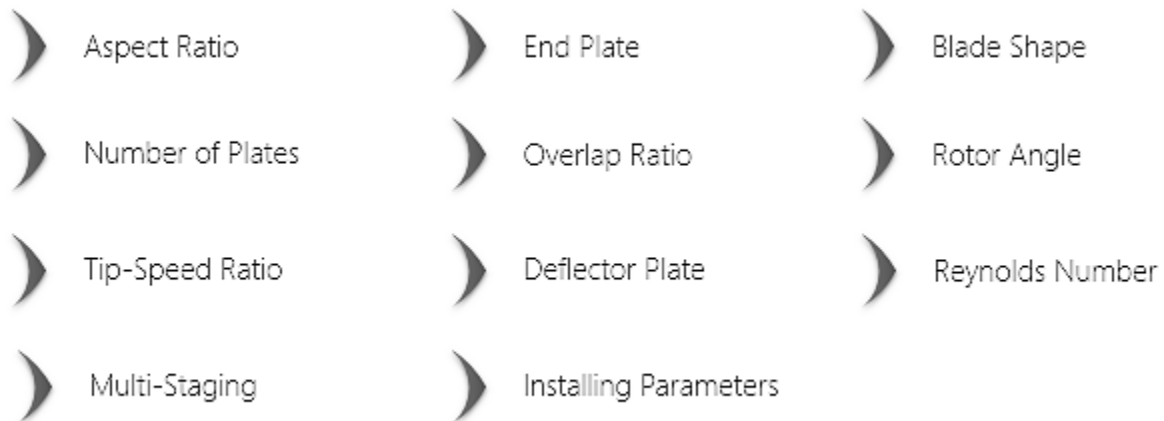 Aspect Ratio
End Plate
Blade Shape
Number of Plates
Overlap Ratio
Rotor Angle
Tip-Speed Ratio
Deflector Plate
Reynolds Number
Multi-Staging
Installing Parameters